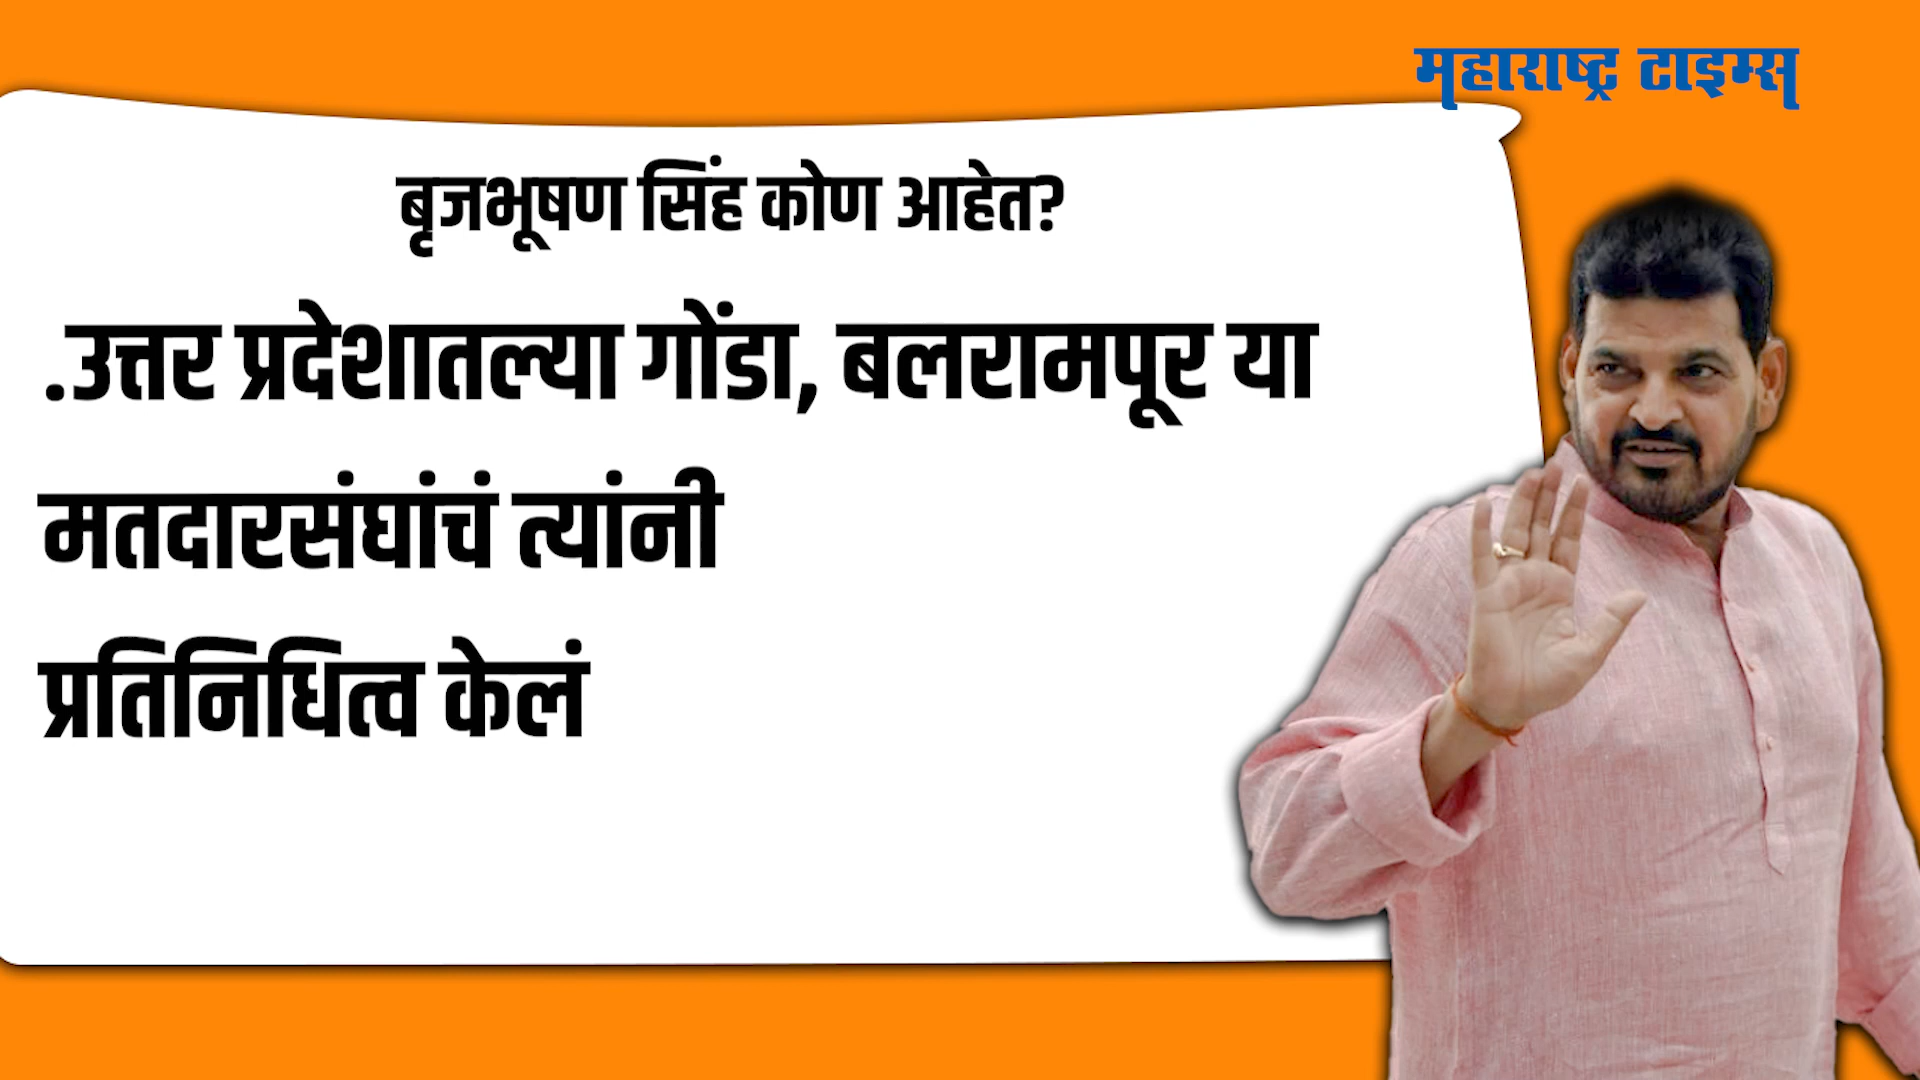 महाराष्ट्र टाइम्स
बृजभूषण सिंह कोण आहेत?
.उत्तर प्रदेशातल्या गोंडा, बलरामपूर या
मतदारसंघांचं त्यांनी
प्रतिनिधित्व केलं